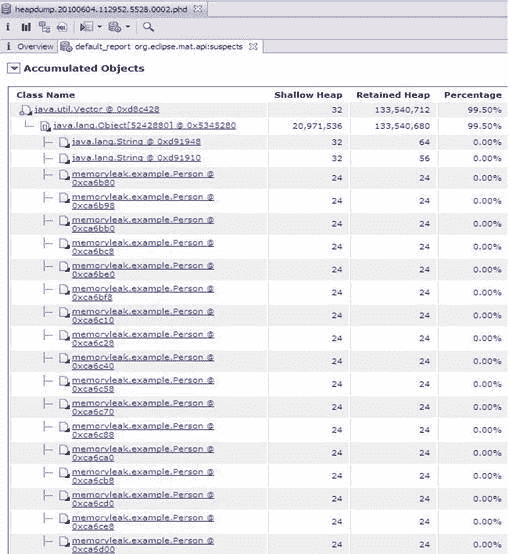 heapdump.20100604.112952.5528.0002.phd
Overview default_report org.eclipse.mat.api:suspects
Accumulated Objects
Class Name Shallow Heap Retained Heap Percentage
java.util.Vector @ 0xd8c428 32 133,540,712 99.50%
java.lang.Object[5242880] @ 0x5345280 20,971,536 133,540,680 99.50%
java.lang.String @ 0xd91948 32 64 0.00%
java.lang.String @ 0xd91910 32 56 0.00%
memoryleak.example.Person @
0xca6b80 24 24 0.00%
memoryleak.example.Person @
0xca6b98 24 24 0.00%
memoryleak.example.Person @
0xca6bb0 24 24 0.00%
memoryleak.example.Person @
0xca6bc8 24 24 0.00%
memoryleak.example.Person @
0xca6be0 24 24 0.00%
memoryleak.example.Person @
0xca6bf8 24 24 0.00%
memoryleak.example.Person @
0xca6c10 24 24 0.00%
memoryleak.example.Person @
0xca6c28 24 24 0.00%
memoryleak.example.Person @
0xca6c40 24 24 0.00%
memoryleak.example.Person @
0xca6c58 24 24 0.00%
memoryleak.example.Person @
0xca6c70 24 24 0.00%
memoryleak.example.Person @
0xca6c88 24 24 0.00%
memoryleak.example.Person @
0xca6ca0 24 24 0.00%
memoryleak.example.Person @
0xca6cb8 24 24 0.00%
memoryleak.example.Person @
0xca6cd0 24 24 0.00%
memoryleak.example.Person @
0xca6ce8 24 24 0.00%
memoryleak.example.Person @
0xca6d00 24 24 0.00%